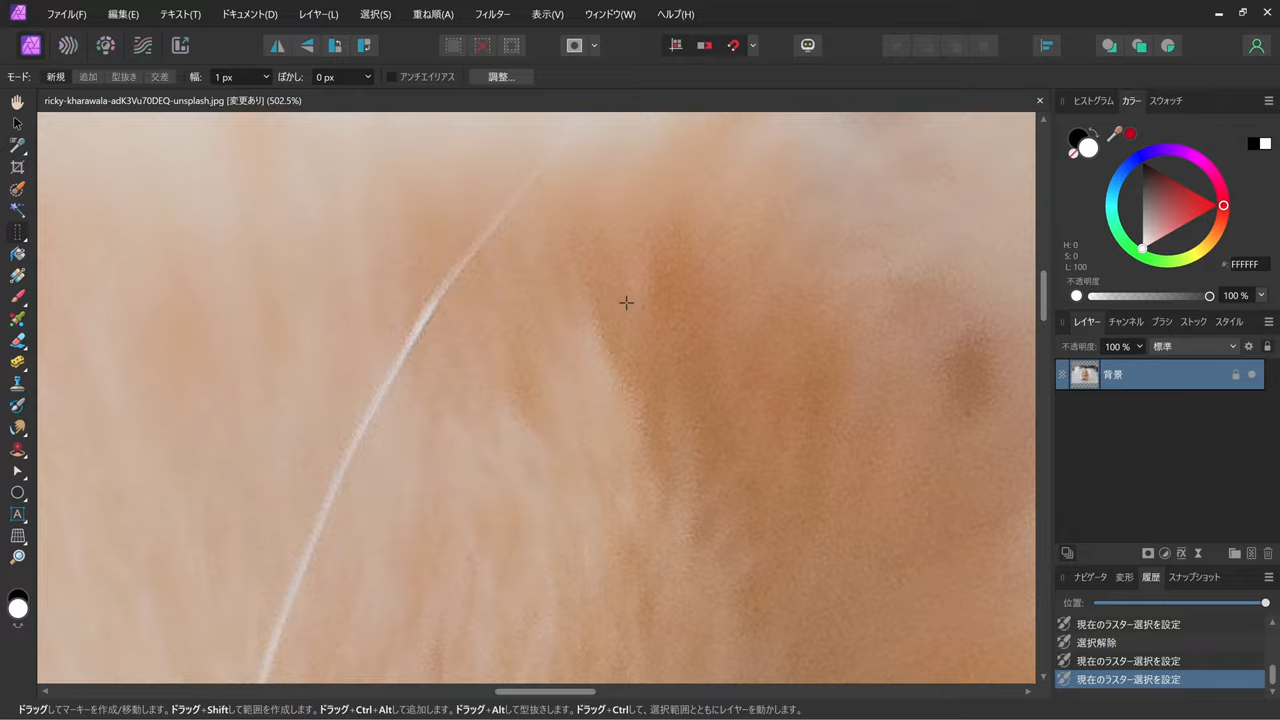 ファイル(F) 編集(E) テキスト(T) ドキュメント(D) レイヤー(L) 選択(S) 重ね順(A) フィルター 表示(V) ウィンドウ(W) ヘルプ(H)
モード: 新規 追加 型抜き 交差 幅: 1 px ぼかし: 0 px アンチエイリアス 調整...
ricky-kharawala-adK3Vu70DEQ-unsplash.jpg [変更あり] (502.5%)
ヒストグラム カラー スウォッチ
H: 0
S: 0
L: 100
#: FFFFFF
不透明度
100 %
レイヤー チャンネル ブラシ ストック スタイル
不透明度: 100 % 標準
背景
ナビゲータ 変形 履歴 スナップショット
位置:
現在のラスター選択を設定
選択解除
現在のラスター選択を設定
現在のラスター選択を設定
ドラッグしてマーキーを作成/移動します。ドラッグ+Shiftして範囲を作成します。ドラッグ+Ctrl+Altして追加します。ドラッグ+Altして型抜きします。ドラッグ+Ctrlして、選択範囲とともにレイヤーを動かします。